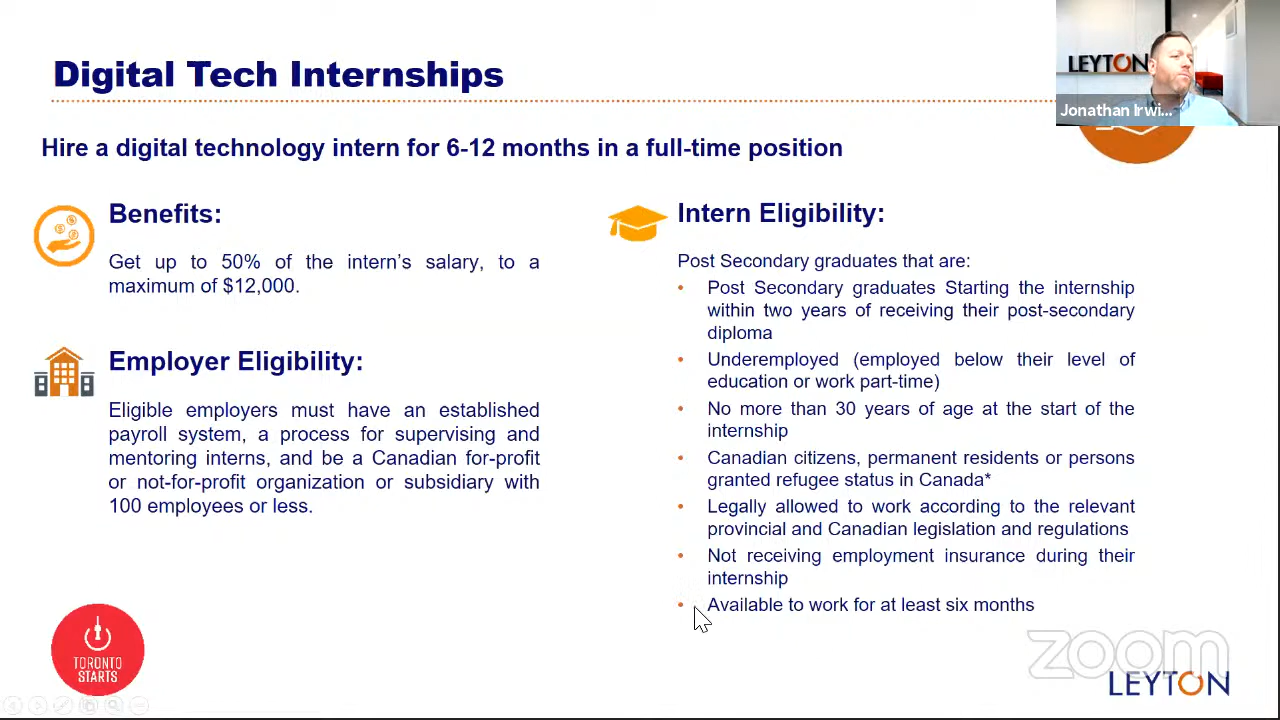 Digital Tech Internships
LEYTON
Jonathan Irwi...
Hire a digital technology intern for 6-12 months in a full-time position
Benefits:
Get up to 50% of the intern's salary, to a
maximum of $12,000.
Employer Eligibility:
Eligible employers must have an established
payroll system, a process for supervising and
mentoring interns, and be a Canadian for-profit
or not-for-profit organization or subsidiary with
100 employees or less.
Intern Eligibility:
Post Secondary graduates that are:
• Post Secondary graduates Starting the internship
within two years of receiving their post-secondary
diploma
• Underemployed (employed below their level of
education or work part-time)
• No more than 30 years of age at the start of the
internship
• Canadian citizens, permanent residents or persons
granted refugee status in Canada*
• Legally allowed to work according to the relevant
provincial and Canadian legislation and regulations
• Not receiving employment insurance during their
internship
• Available to work for at least six months
TORONTO
STARTS
zoom
LEYTON